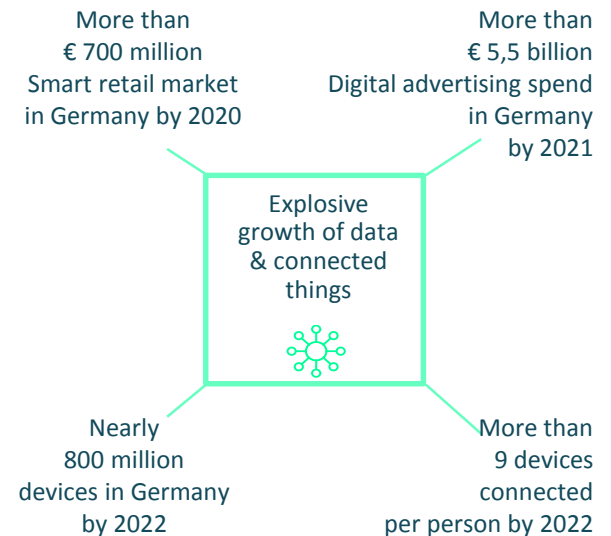 More than
€ 700 million
Smart retail market
in Germany by 2020
More than
€ 5,5 billion
Digital advertising spend
in Germany
by 2021
Explosive
growth of data
& connected
things
Nearly
800 million
devices in Germany
by 2022
More than
9 devices
connected
per person by 2022